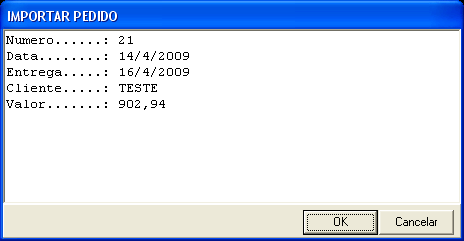 IMPORTAR PEDIDO
Numero......: 21
Data........: 14/4/2009
Entrega.....: 16/4/2009
Cliente.....: TESTE
Valor.......: 902,94
OK
Cancelar